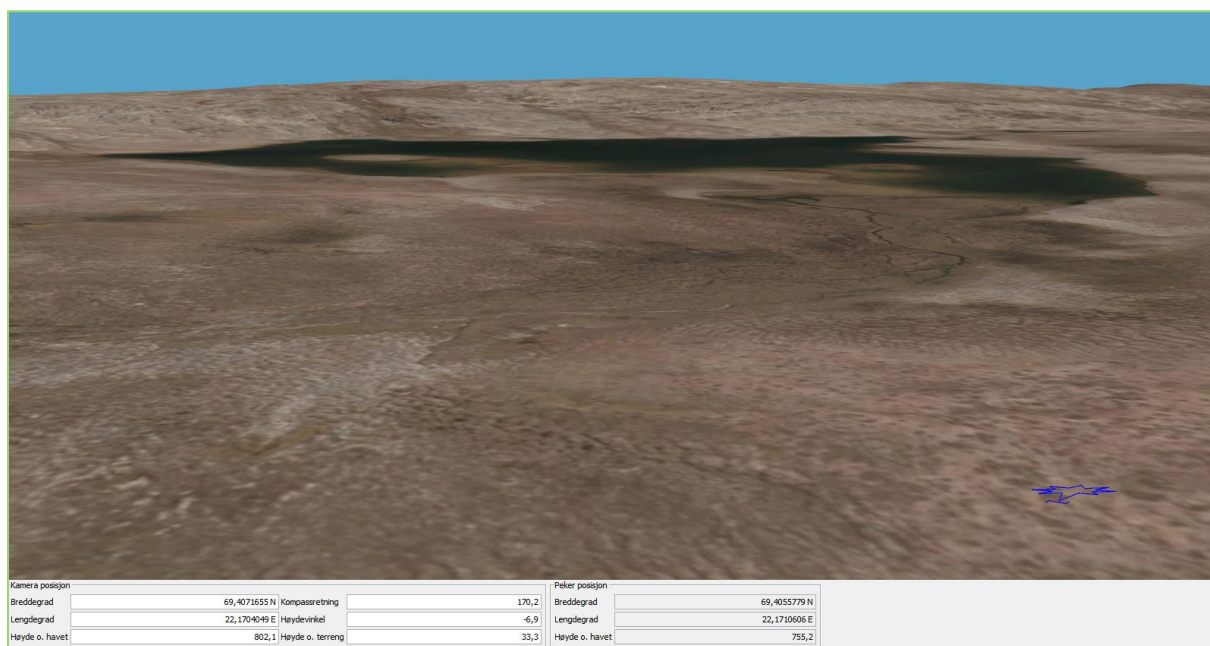 Kamera posisjon
Breddegrad 69,4071655 N Kompassretning 170,2
Lengdegrad 22,1704049 E Høydevinkel -6,9
Høyde o. havet 802,1 Høyde o. terreng 33,3
Peker posisjon
Breddegrad 69,4055779 N
Lengdegrad 22,1710606 E
Høyde o. havet 755,2